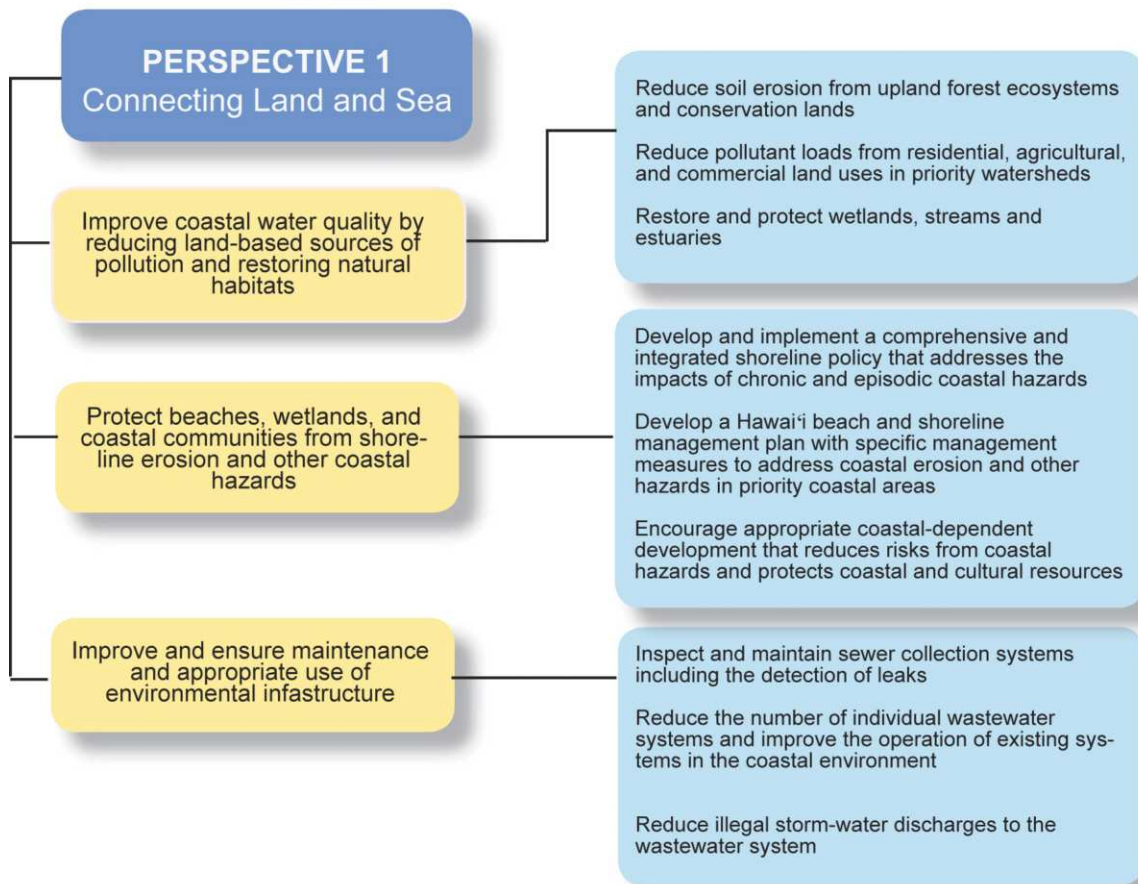 PERSPECTIVE 1
Connecting Land and Sea
Improve coastal water quality by
reducing land-based sources of
pollution and restoring natural
habitats
Reduce soil erosion from upland forest ecosystems
and conservation lands
Reduce pollutant loads from residential, agricultural,
and commercial land uses in priority watersheds
Restore and protect wetlands, streams and
estuaries
Protect beaches, wetlands, and
coastal communities from shore-
line erosion and other coastal
hazards
Develop and implement a comprehensive and
integrated shoreline policy that addresses the
impacts of chronic and episodic coastal hazards
Develop a Hawaiʻi beach and shoreline
management plan with specific management
measures to address coastal erosion and other
hazards in priority coastal areas
Encourage appropriate coastal-dependent
development that reduces risks from coastal
hazards and protects coastal and cultural resources
Improve and ensure maintenance
and appropriate use of
environmental infastructure
Inspect and maintain sewer collection systems
including the detection of leaks
Reduce the number of individual wastewater
systems and improve the operation of existing sys-
tems in the coastal environment
Reduce illegal storm-water discharges to the
wastewater system